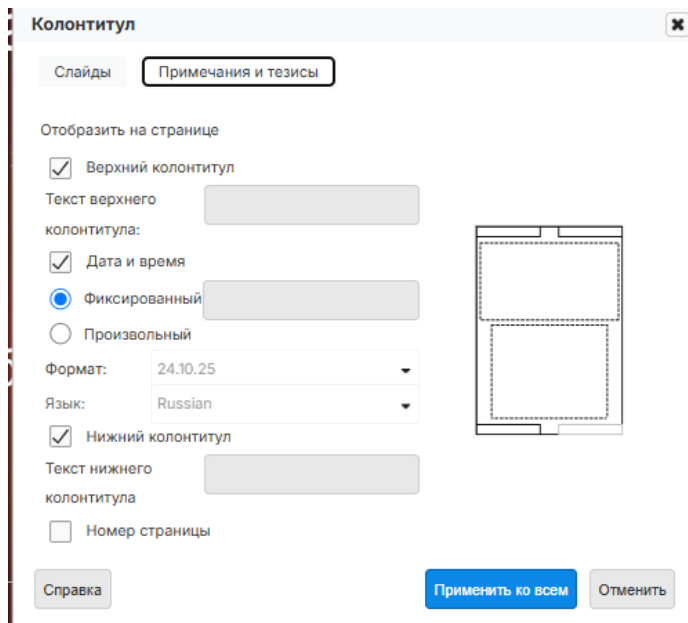 Колонтитул
Слайды
Примечания и тезисы
Отобразить на странице
Верхний колонтитул
Текст верхнего
колонтитула:
Дата и время
Фиксированный
Произвольный
Формат: 24.10.25
Язык: Russian
Нижний колонтитул
Текст нижнего
колонтитула
Номер страницы
Справка
Применить ко всем
Отменить